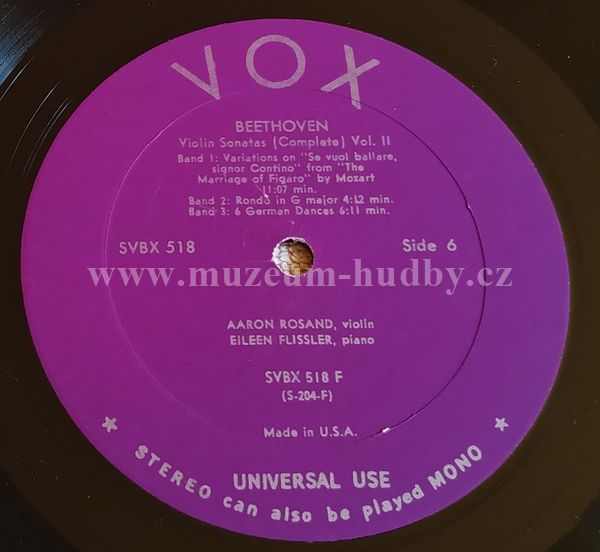 VOX
BEETHOVEN
Violin Sonatas (Complete) Vol. II
Band 1: Variations on "Se vuol ballare,
signor Contino" from "The
Marriage of Figaro" by Mozart
11:07 min.
Band 2: Rondo in G major 4:12 min.
Band 3: 6 German Dances 6:11 min.
SVBX 518
Side 6
www.muzeum-hudby.cz
AARON ROSAND, violin
EILEEN FLISSLER, piano
SVBX 518 F
(S-204-F)
Made in U.S.A.
UNIVERSAL USE
★ STEREO can also be played MONO ★